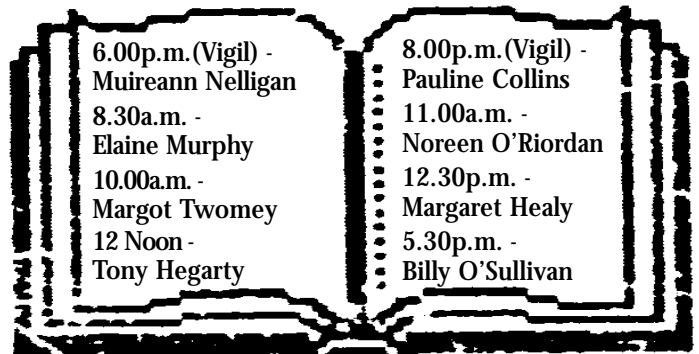 6.00p.m.(Vigil) -
Muireann Nelligan
8.30a.m. -
Elaine Murphy
10.00a.m. -
Margot Twomey
12 Noon -
Tony Hegarty
8.00p.m.(Vigil) -
Pauline Collins
11.00a.m. -
Noreen O'Riordan
12.30p.m. -
Margaret Healy
5.30p.m. -
Billy O'Sullivan